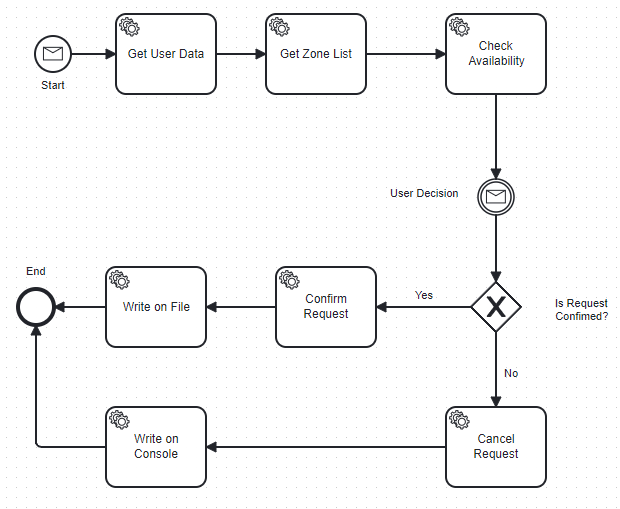 Get User Data
Get Zone List
Check
Availability
Start
User Decision
End
Write on File
Confirm
Request
Yes
Is Request
Confimed?
No
Write on
Console
Cancel
Request